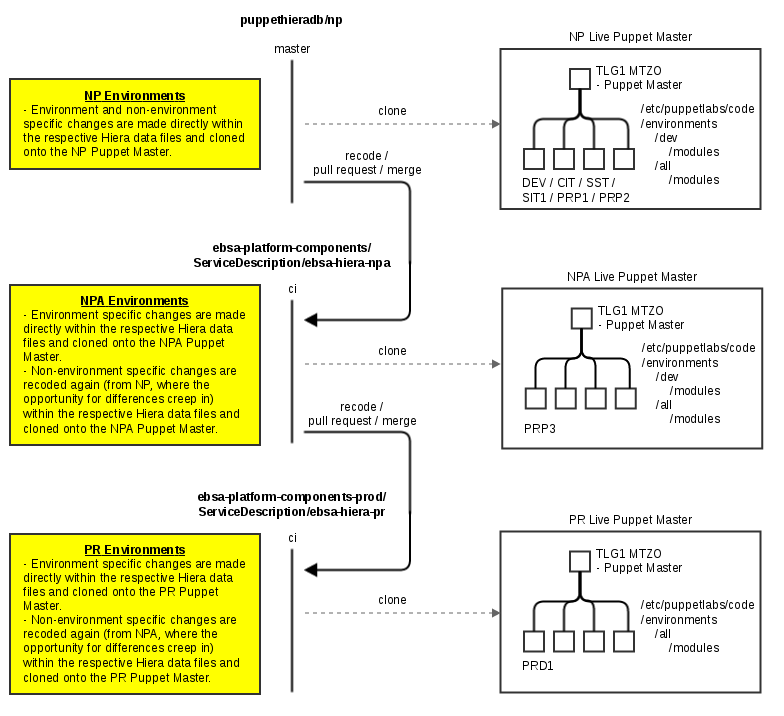 puppethieradb/np
master
NP Environments
- Environment and non-environment
specific changes are made directly within
the respective Hiera data files and cloned
onto the NP Puppet Master.
clone
recode /
pull request / merge
NP Live Puppet Master
TLG1 MTZO
- Puppet Master
/etc/puppetlabs/code
/environments
/dev
/modules
/all
/modules
DEV / CIT / SST /
SIT1 / PRP1 / PRP2
ebsa-platform-components/
ServiceDescription/ebsa-hiera-npa
ci
NPA Environments
- Environment specific changes are made
directly within the respective Hiera data
files and cloned onto the NPA Puppet
Master.
- Non-environment specific changes are
recoded again (from NP, where the
opportunity for differences creep in)
within the respective Hiera data files and
cloned onto the NPA Puppet Master.
clone
recode /
pull request / merge
NPA Live Puppet Master
TLG1 MTZO
- Puppet Master
/etc/puppetlabs/code
/environments
/dev
/modules
/all
/modules
PRP3
ebsa-platform-components-prod/
ServiceDescription/ebsa-hiera-pr
ci
PR Environments
- Environment specific changes are made
directly within the respective Hiera data
files and cloned onto the PR Puppet
Master.
- Non-environment specific changes are
recoded again (from NPA, where the
opportunity for differences creep in)
within the respective Hiera data files and
cloned onto the PR Puppet Master.
clone
PR Live Puppet Master
TLG1 MTZO
- Puppet Master
/etc/puppetlabs/code
/environments
/all
/modules
PRD1